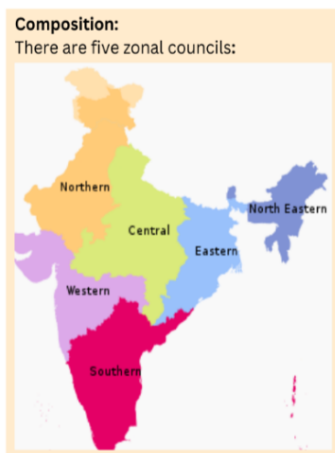 Composition:
There are five zonal councils:
Northern
Central
North Eastern
Eastern
Western
Southern